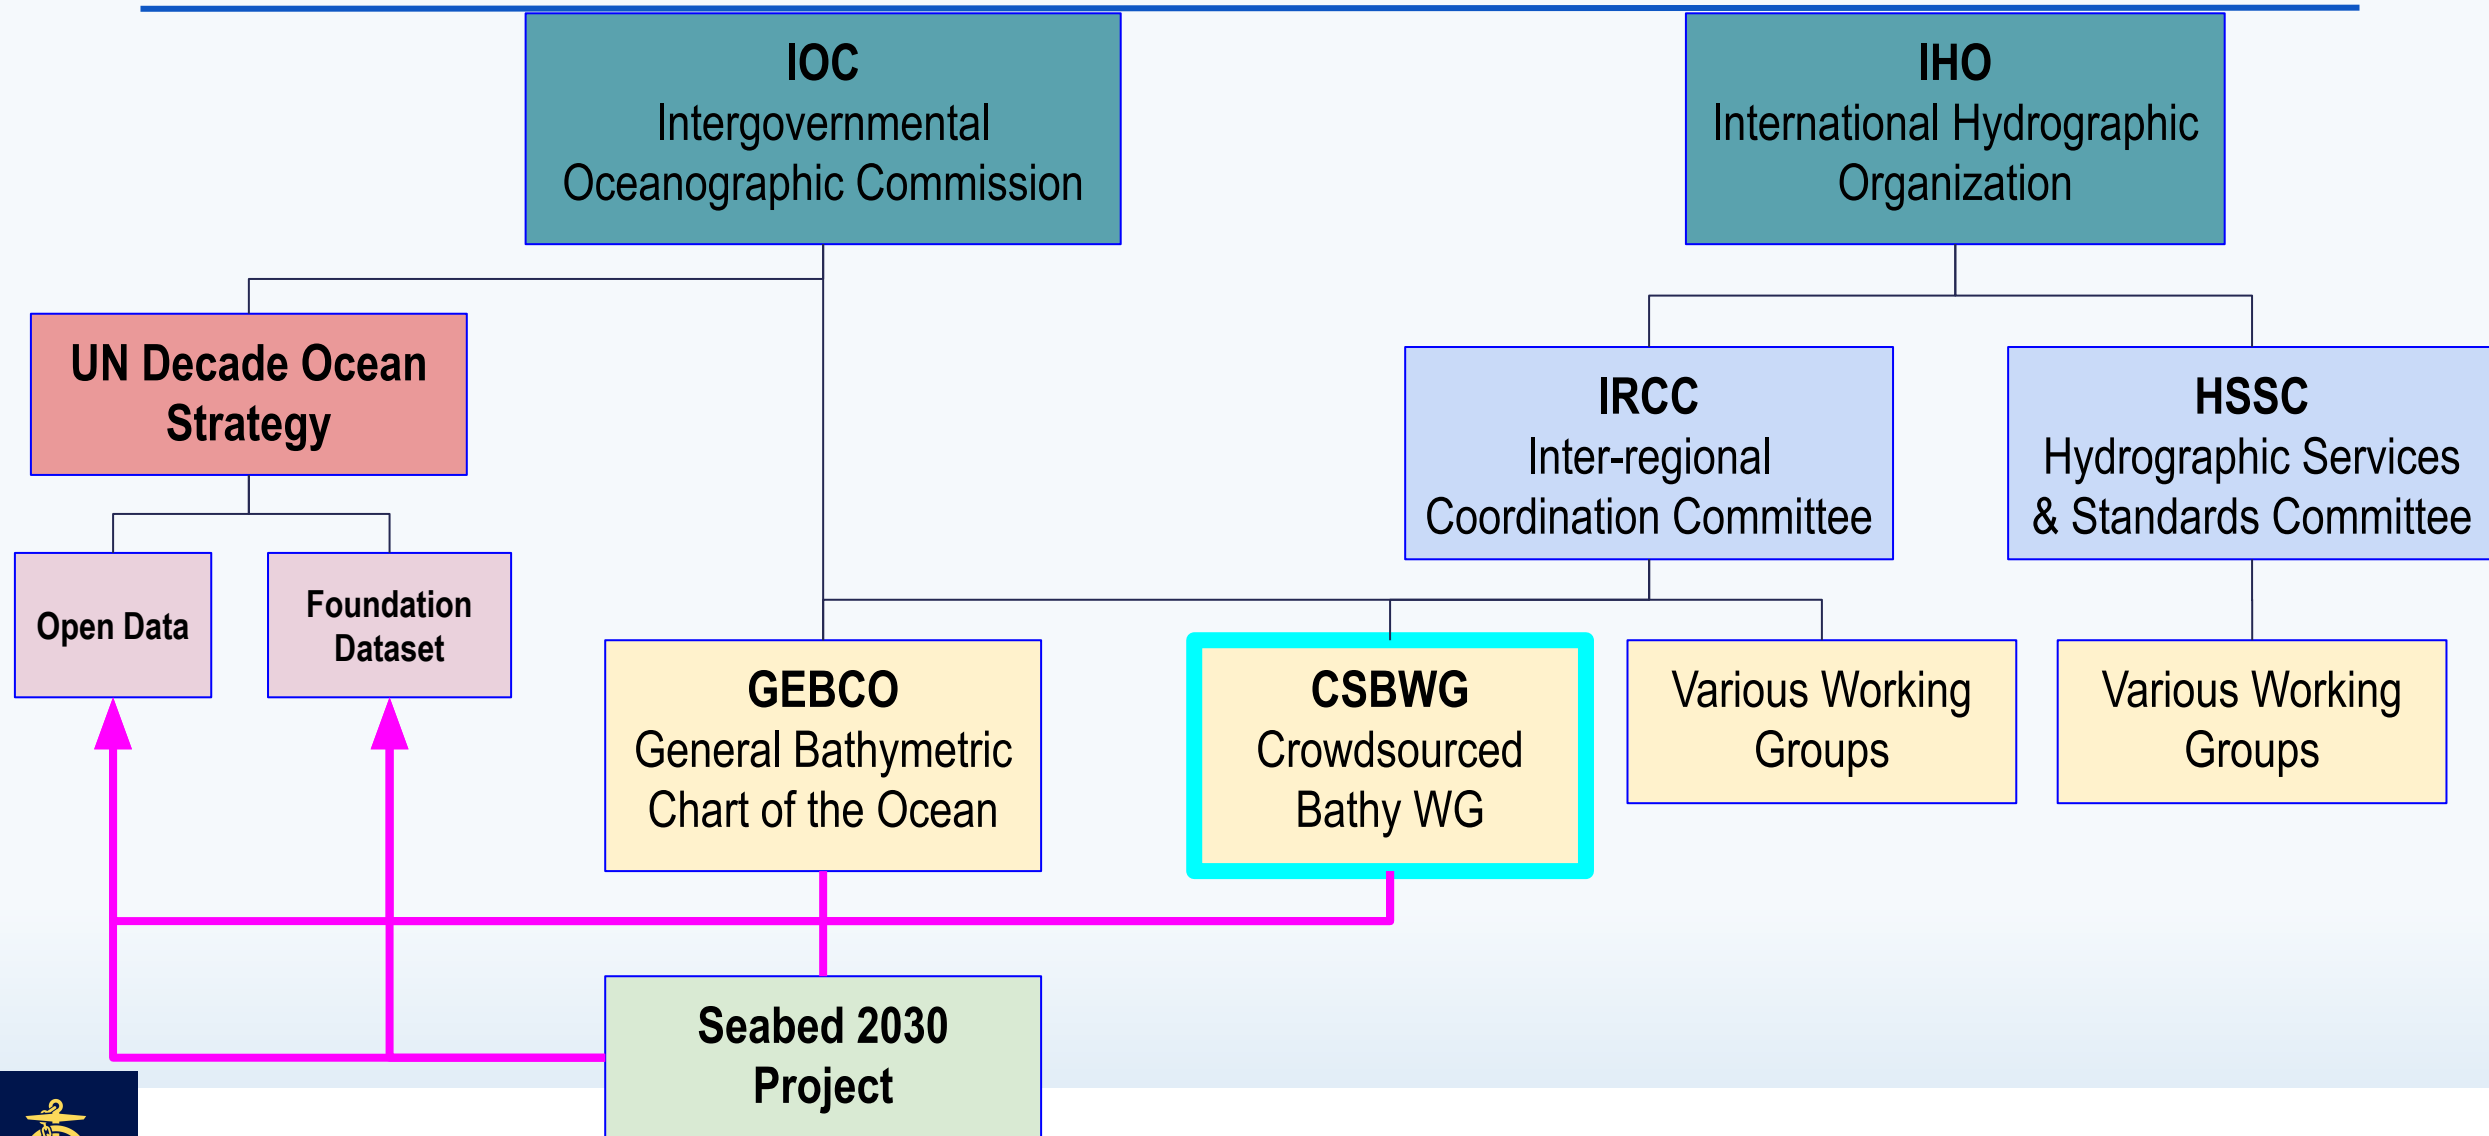 IOC
Intergovernmental
Oceanographic Commission
IHO
International Hydrographic
Organization
UN Decade Ocean
Strategy
IRCC
Inter-regional
Coordination Committee
HSSC
Hydrographic Services
& Standards Committee
Open Data
Foundation
Dataset
GEBCO
General Bathymetric
Chart of the Ocean
CSBWG
Crowdsourced
Bathy WG
Various Working
Groups
Various Working
Groups
Seabed 2030
Project